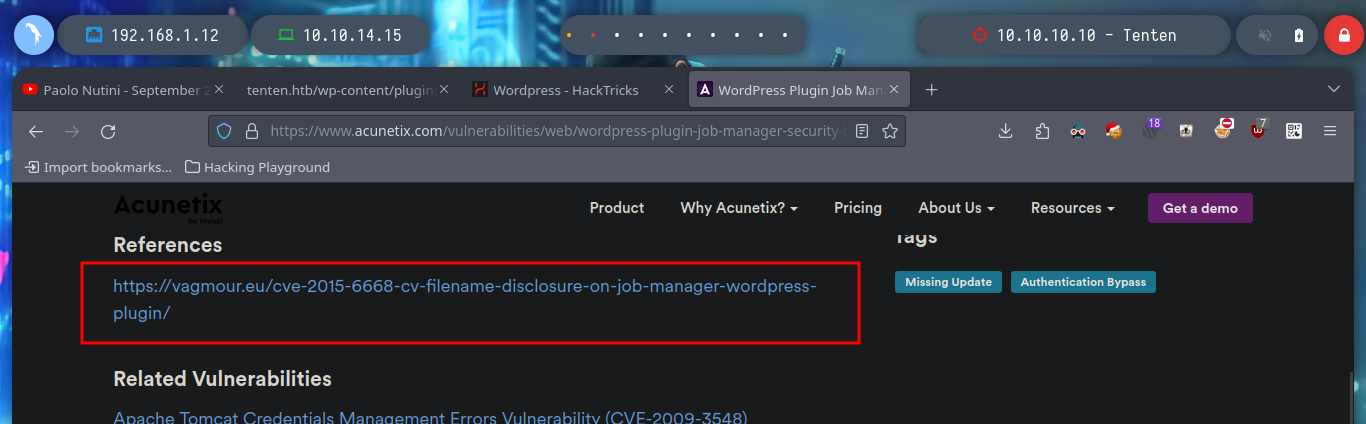 192.168.1.12 10.10.14.15 10.10.10.10 - Tenten
Paolo Nutini - September 2 tenten.htb/wp-content/plugin Wordpress - HackTricks WordPress Plugin Job Man
https://www.acunetix.com/vulnerabilities/web/wordpress-plugin-job-manager-security- 18 7
Import bookmarks... Hacking Playground
Acunetix
by Invicti
Product Why Acunetix? Pricing About Us Resources Get a demo
References Tags
https://vagmour.eu/cve-2015-6668-cv-filename-disclosure-on-job-manager-wordpress-
plugin/
Missing Update Authentication Bypass
Related Vulnerabilities
Apache Tomcat Credentials Management Errors Vulnerability (CVE-2009-3548)